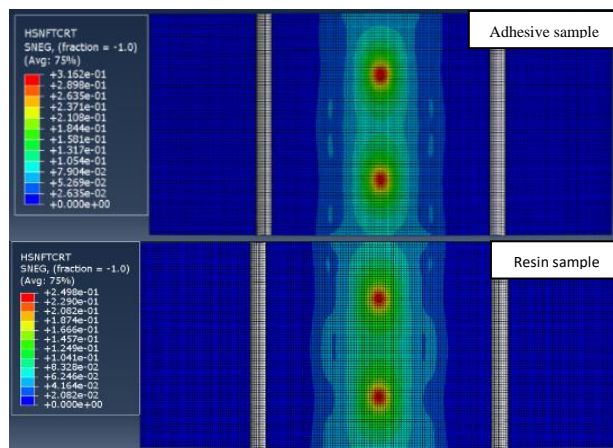 HSNFTCRT
SNEG, (fraction = -1.0)
(Avg: 75%)
+3.162e-01
+2.898e-01
+2.635e-01
+2.371e-01
+2.108e-01
+1.844e-01
+1.581e-01
+1.317e-01
+1.054e-01
+7.904e-02
+5.269e-02
+2.635e-02
+0.000e+00
Adhesive sample
HSNFTCRT
SNEG, (fraction = -1.0)
(Avg: 75%)
+2.498e-01
+2.290e-01
+2.082e-01
+1.874e-01
+1.666e-01
+1.457e-01
+1.249e-01
+1.041e-01
+8.328e-02
+6.246e-02
+4.164e-02
+2.082e-02
+0.000e+00
Resin sample